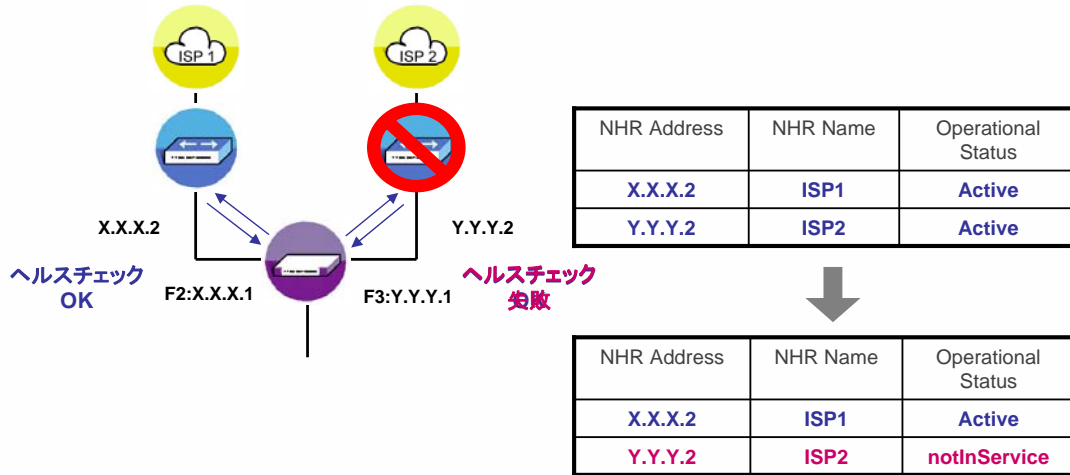 ISP 1
ISP 2
X.X.X.2
Y.Y.Y.2
ヘルスチェック
OK
F2:X.X.X.1
F3:Y.Y.Y.1
ヘルスチェック
失敗
NHR Address NHR Name Operational Status
X.X.X.2 ISP1 Active
Y.Y.Y.2 ISP2 Active
NHR Address NHR Name Operational Status
X.X.X.2 ISP1 Active
Y.Y.Y.2 ISP2 notInService